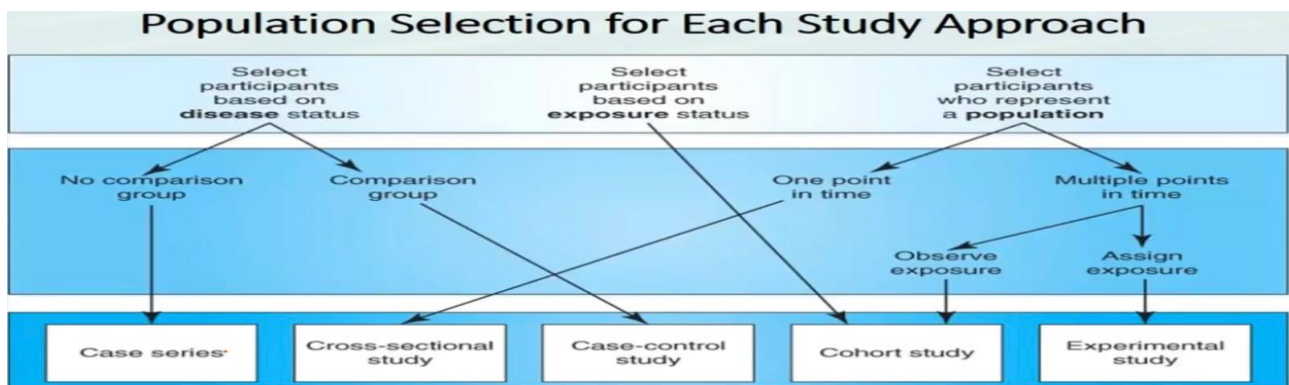 Population Selection for Each Study Approach
Select
participants
based on
disease status
Select
participants
based on
exposure status
Select
participants
who represent
a population
No comparison
group
Comparison
group
One point
in time
Multiple points
in time
Observe
exposure
Assign
exposure
Case series
Cross-sectional
study
Case-control
study
Cohort study
Experimental
study